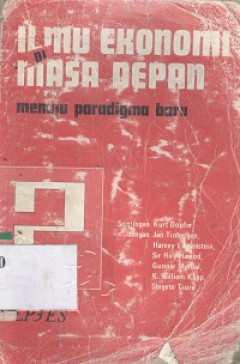 ILMU EKONOMI
DI
MASA DEPAN
menuju paradigma baru
Suntingan Kurt Dopfer
dengan Jan Tinbergen,
Harvey Leibenstein,
Sir Roy Harrod,
Gunnar Myrdal,
K. William Kapp,
Shigeto Tsuru
LP3ES